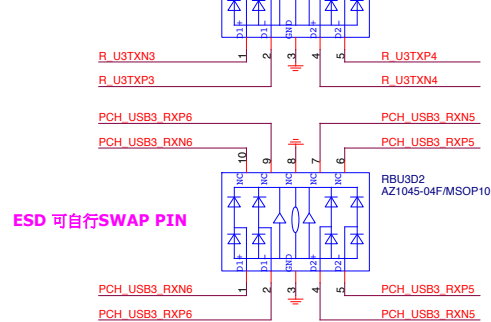 D1+ D1- GND D2+ D2-
1 2 3 4 5
R_U3TXN3 R_U3TXP4
R_U3TXP3 R_U3TXN4
PCH_USB3_RXP6 PCH_USB3_RXN5
PCH_USB3_RXN6 PCH_USB3_RXP5
10 9 8 7 6
NC NC NC NC NC
RBU3D2
AZ1045-04F/MSOP10
ESD 可自行SWAP PIN
D1+ D1- GND D2+ D2-
1 2 3 4 5
PCH_USB3_RXN6 PCH_USB3_RXP5
PCH_USB3_RXP6 PCH_USB3_RXN5